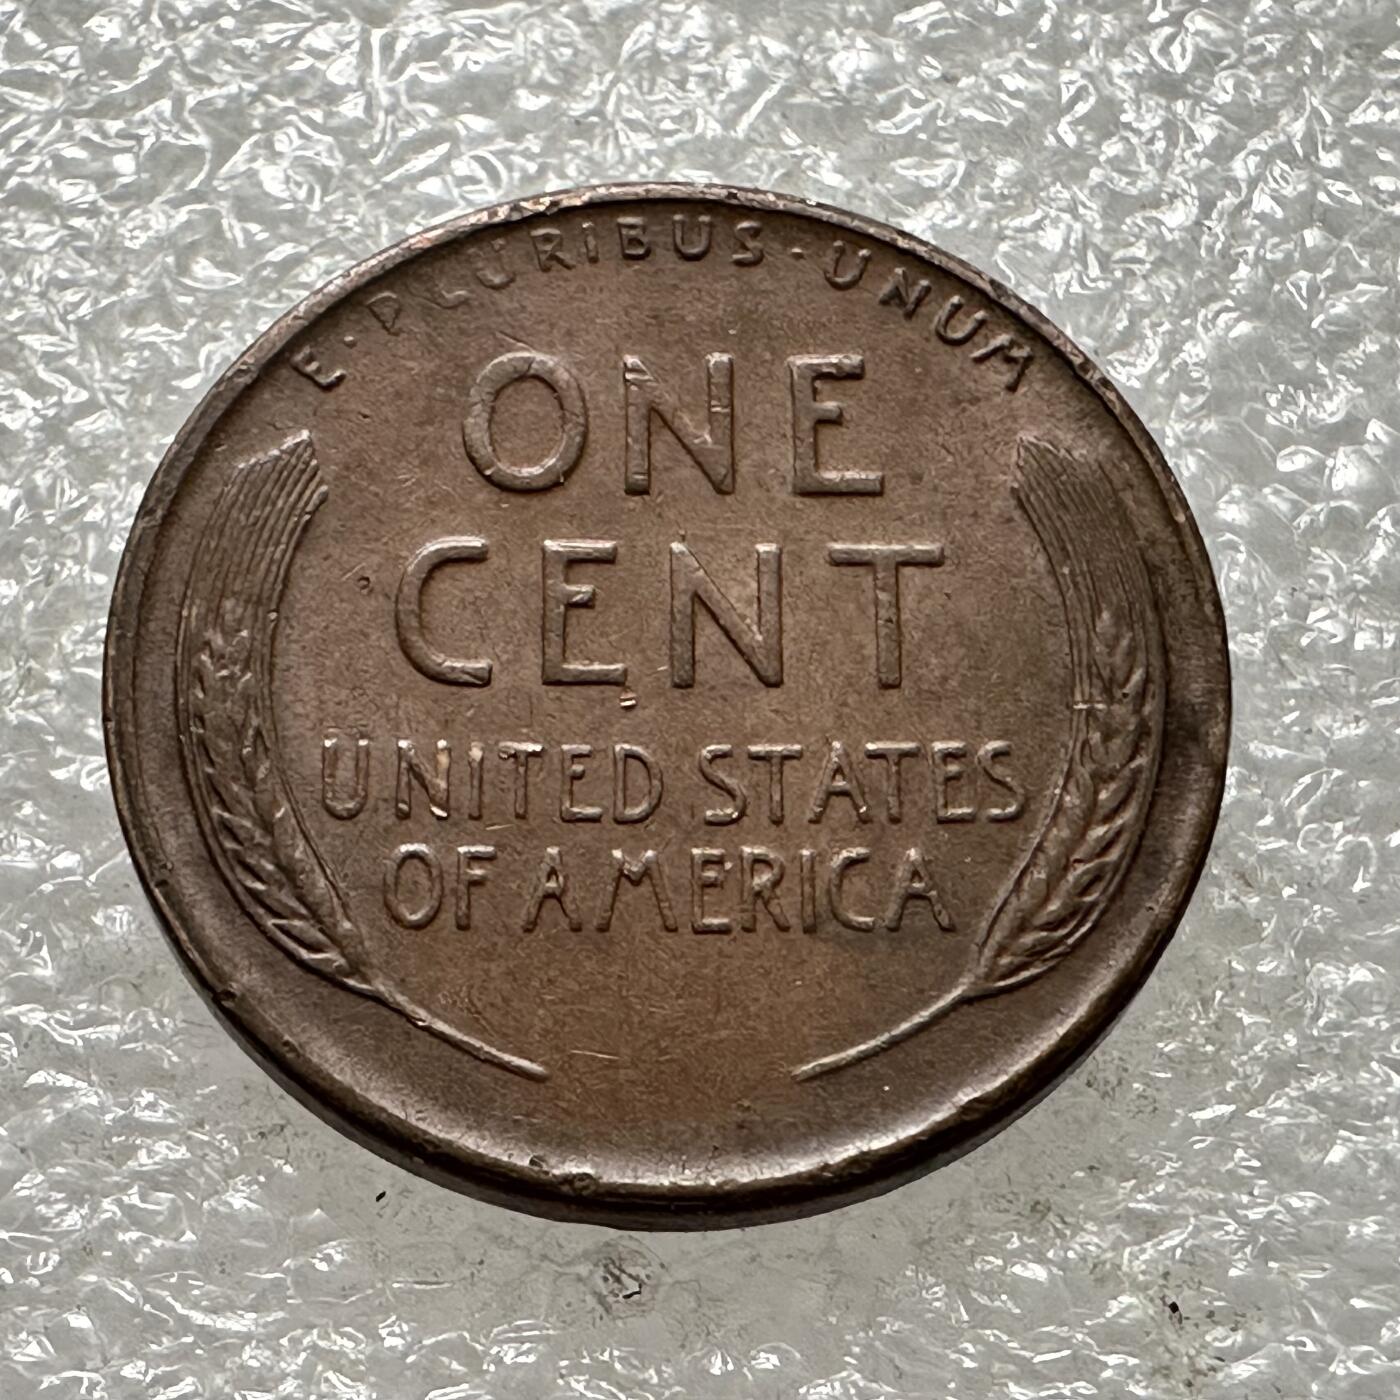 E·PLURIBUS·UNUM
ONE
CENT
UNITED STATES
OF AMERICA